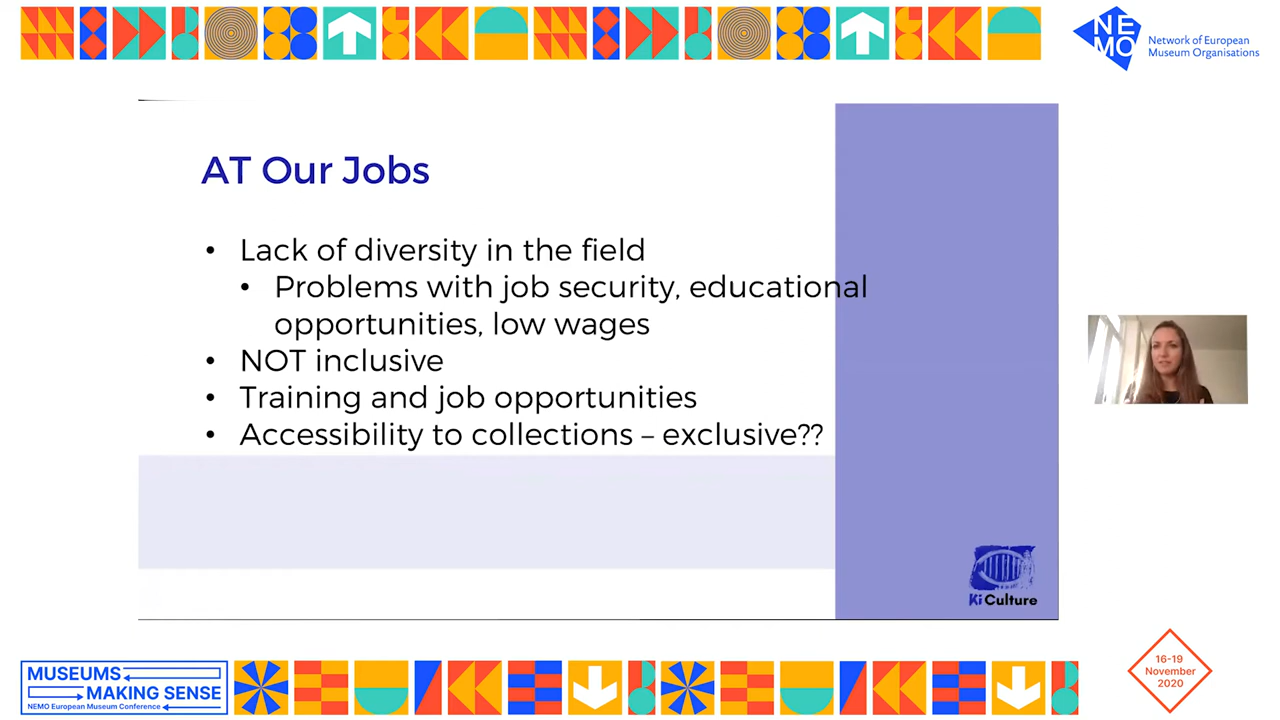 NE
MO
Network of European
Museum Organisations
AT Our Jobs
• Lack of diversity in the field
• Problems with job security, educational
opportunities, low wages
• NOT inclusive
• Training and job opportunities
• Accessibility to collections – exclusive??
Ki Culture
MUSEUMS
MAKING SENSE
NEMO European Museum Conference
16-19
November
2020